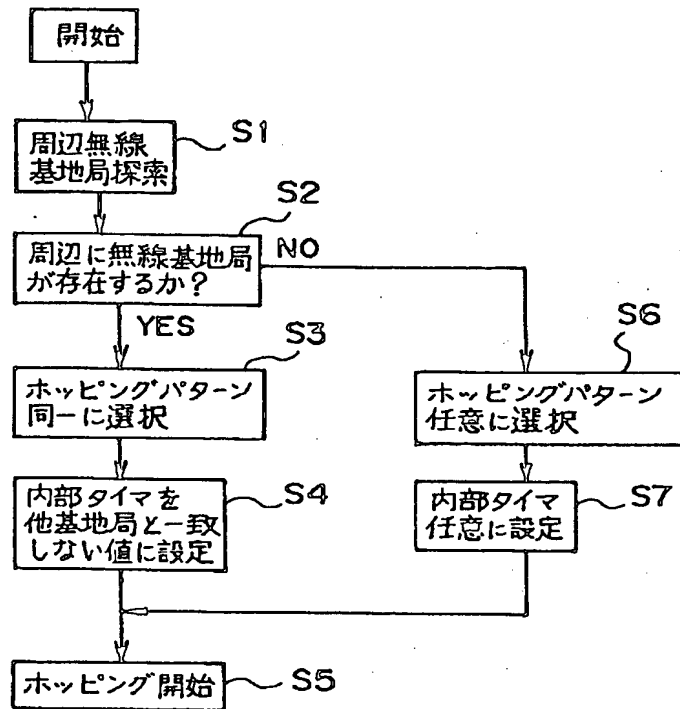 開始
周辺無線
基地局探索
S1
S2
周辺に無線基地局
が存在するか?
NO
YES
S3
ホッピングパターン
同一に選択
S6
ホッピングパターン
任意に選択
内部タイマを
他基地局と一致
しない値に設定
S4
内部タイマ
任意に設定
S7
ホッピング開始
S5